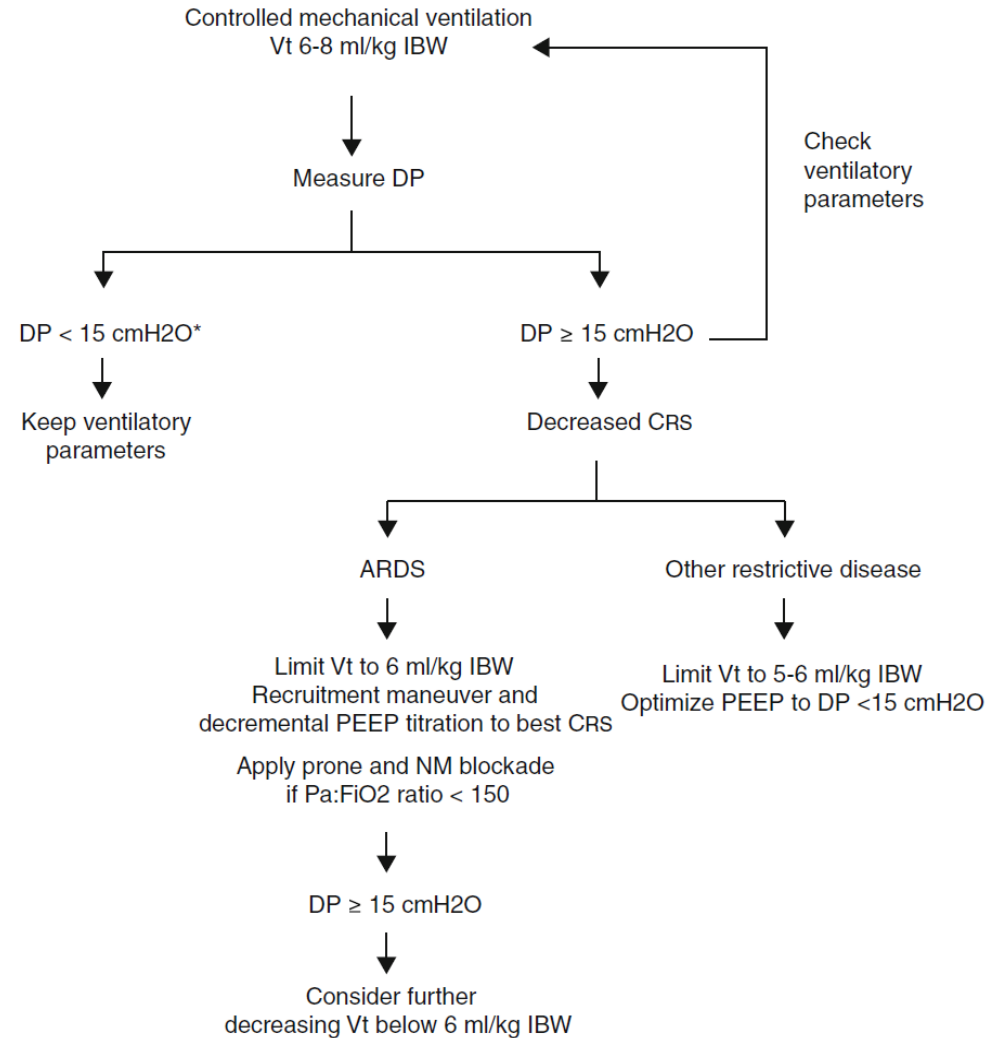 Controlled mechanical ventilation
Vt 6-8 ml/kg IBW
Check
ventilatory
parameters
Measure DP
DP < 15 cmH2O*
DP ≥ 15 cmH2O
Keep ventilatory
parameters
Decreased CRS
ARDS
Other restrictive disease
Limit Vt to 6 ml/kg IBW
Recruitment maneuver and
decremental PEEP titration to best CRS
Limit Vt to 5-6 ml/kg IBW
Optimize PEEP to DP <15 cmH2O
Apply prone and NM blockade
if Pa:FiO2 ratio < 150
DP ≥ 15 cmH2O
Consider further
decreasing Vt below 6 ml/kg IBW